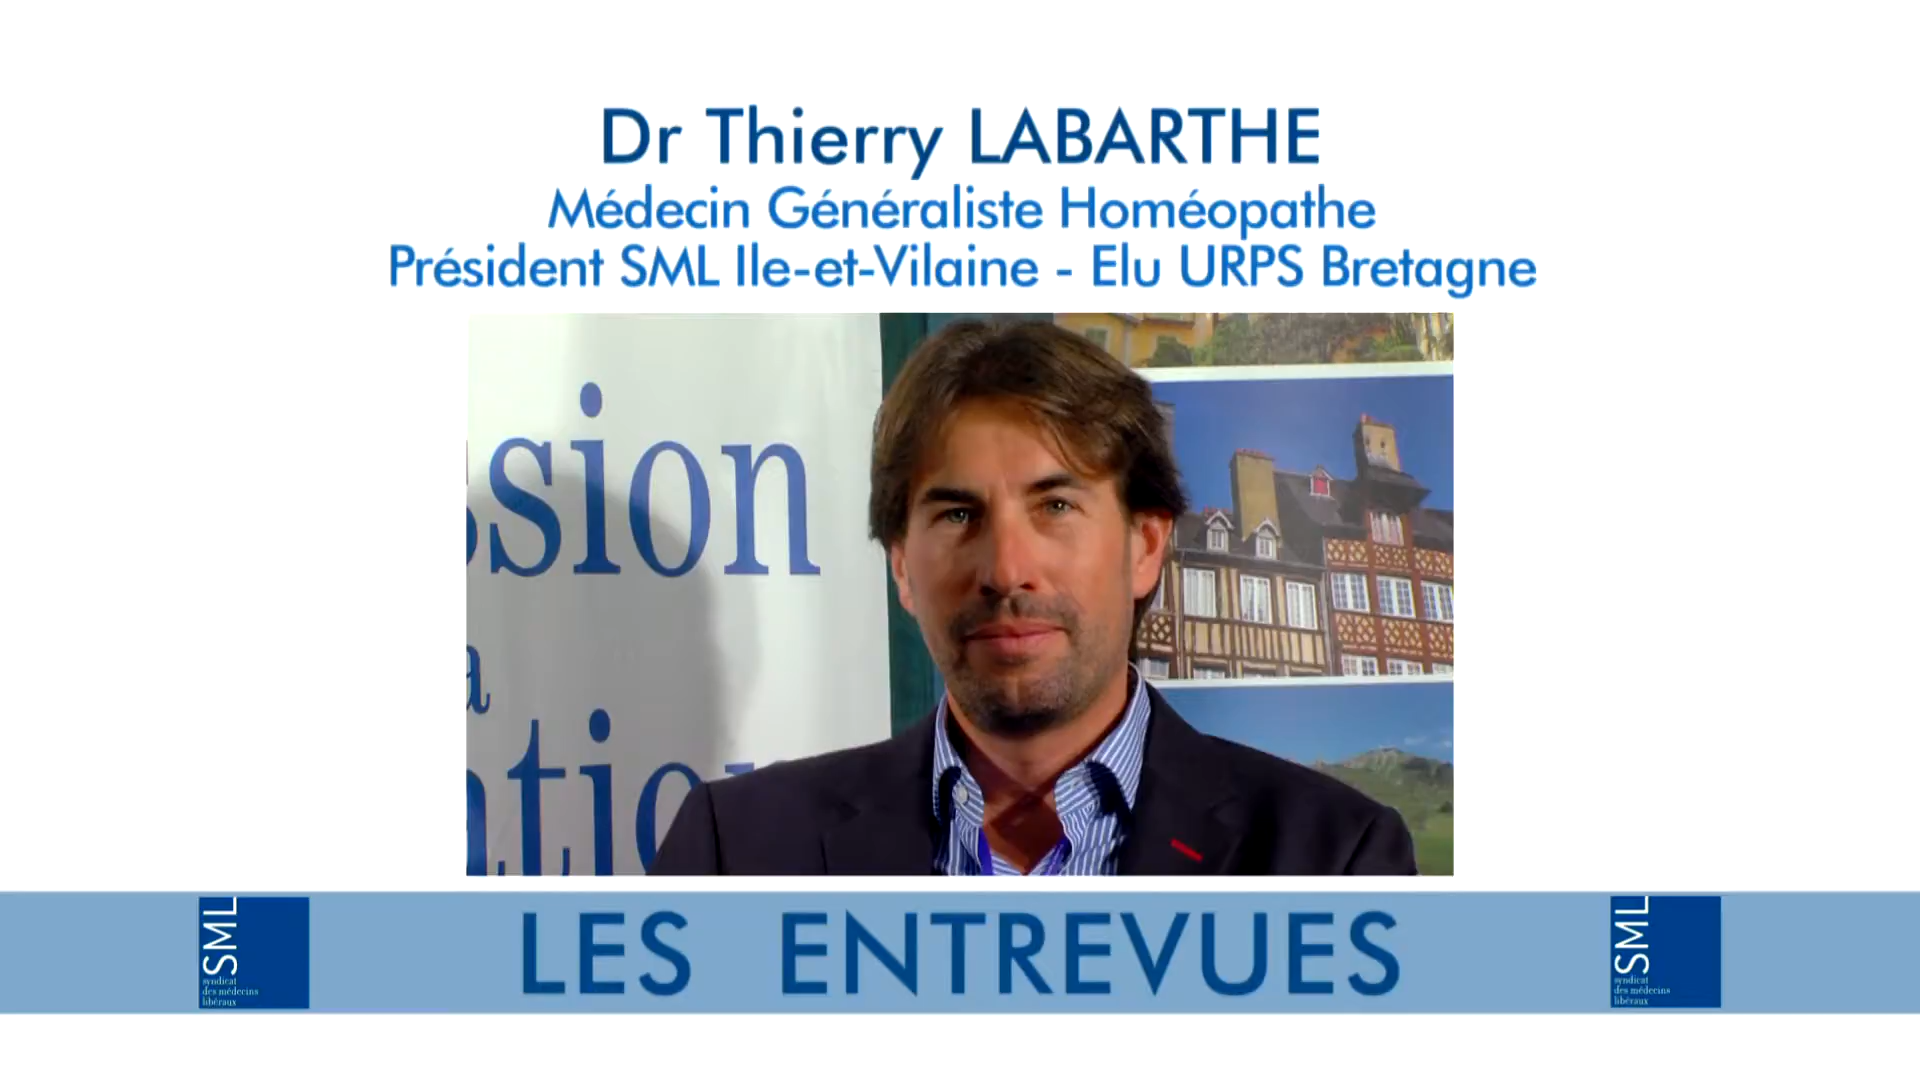 Dr Thierry LABARTHE
Médecin Généraliste Homéopathe
Président SML Ile-et-Vilaine - Elu URPS Bretagne
ssion
a
ntio
LES ENTREVUES
SML
syndicat
des médecins
libéraux
SML
syndicat
des médecins
libéraux